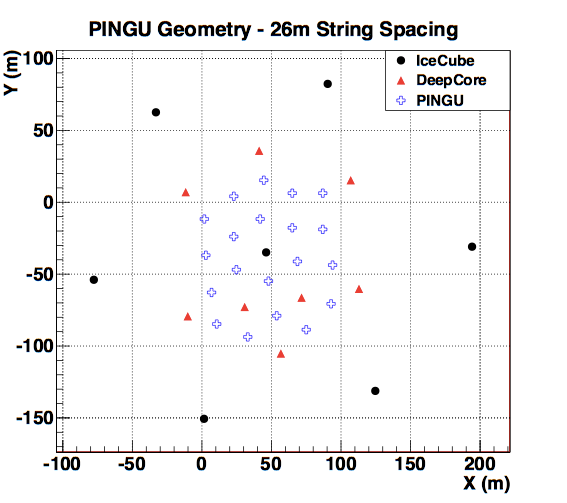 PINGU Geometry - 26m String Spacing
Y (m)
100
50
0
-50
-100
-150
IceCube
DeepCore
PINGU
-100 -50 0 50 100 150 200
X (m)